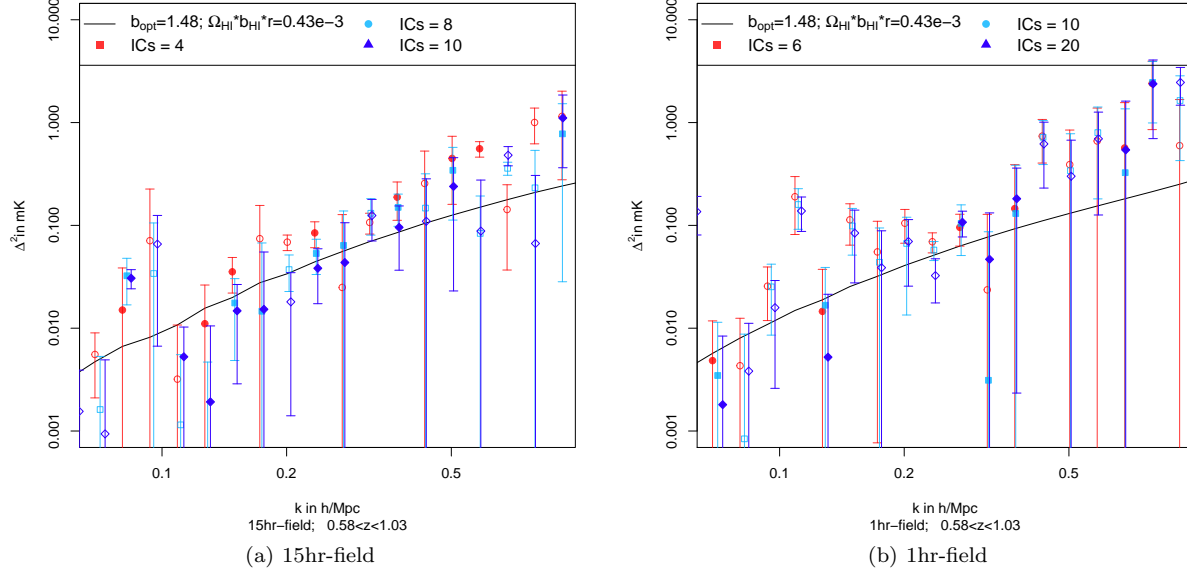 b_opt=1.48; Ω_HI*b_HI*r=0.43e−3
ICs = 4
ICs = 8
ICs = 10
10.000
1.000
0.100
0.010
0.001
Δ² in mK
0.1
0.2
0.5
k in h/Mpc
15hr−field; 0.58<z<1.03
(a) 15hr-field
b_opt=1.48; Ω_HI*b_HI*r=0.43e−3
ICs = 6
ICs = 10
ICs = 20
10.000
1.000
0.100
0.010
0.001
Δ² in mK
0.1
0.2
0.5
k in h/Mpc
1hr−field; 0.58<z<1.03
(b) 1hr-field